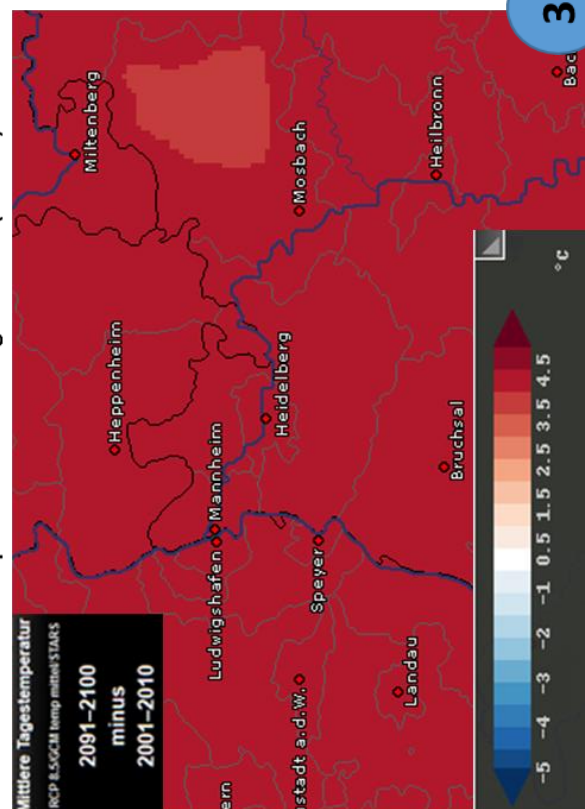 Mittlere Tagestemperatur
RCP 8.5/GCM temp mittel/STARS
2091–2100
minus
2001–2010
Miltenberg
Heppenheim
Mosbach
Ludwigshafen
Mannheim
Heidelberg
Heilbronn
Speyer
stadt a.d.W.
Landau
Bruchsal
Bac
ern
-5 -4 -3 -2 -1 0.5 1.5 2.5 3.5 4.5 °C
3